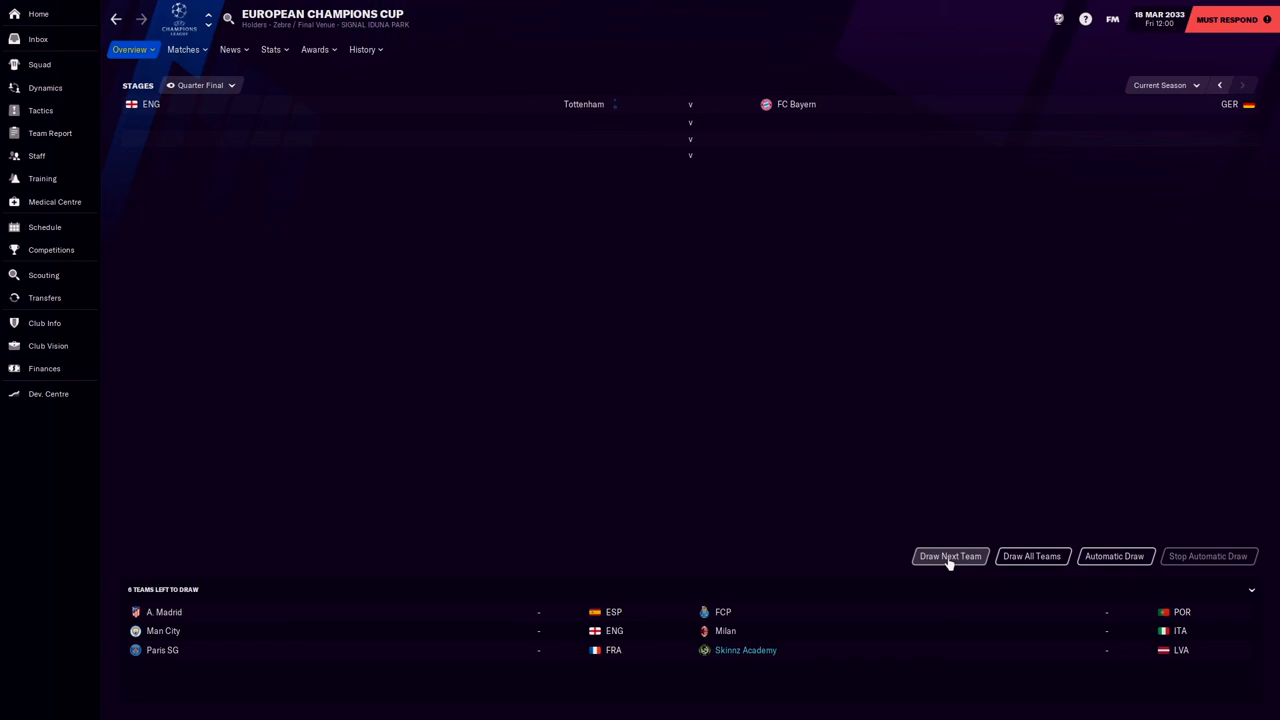 Home
Inbox
Squad
Dynamics
Tactics
Team Report
Staff
Training
Medical Centre
Schedule
Competitions
Scouting
Transfers
Club Info
Club Vision
Finances
Dev. Centre
CHAMPIONS LEAGUE
EUROPEAN CHAMPIONS CUP
Holders - Zebre / Final Venue - SIGNAL IDUNA PARK
FM
18 MAR 2033
Fri 12:00
MUST RESPOND
Overview Matches News Stats Awards History
STAGES Quarter Final
Current Season
ENG Tottenham v FC Bayern GER
v
v
v
Draw Next Team Draw All Teams Automatic Draw Stop Automatic Draw
6 TEAMS LEFT TO DRAW
A. Madrid - ESP FCP - POR
Man City - ENG Milan - ITA
Paris SG - FRA Skinnz Academy - LVA